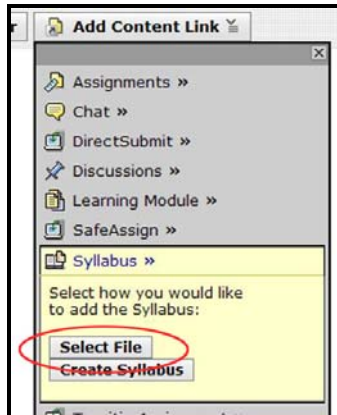 r
Add Content Link
Assignments »
Chat »
DirectSubmit »
Discussions »
Learning Module »
SafeAssign »
Syllabus »
Select how you would like
to add the Syllabus:
Select File
Create Syllabus